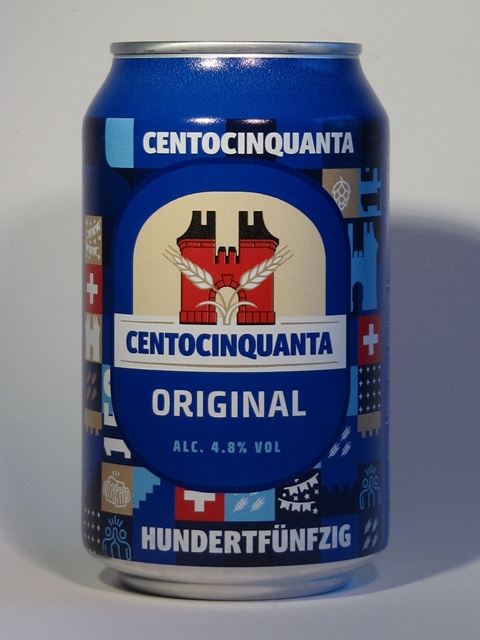 CENTOCINQUANTA
CENTOCINQUANTA
ORIGINAL
ALC. 4.8% VOL
HUNDERTFÜNFZIG